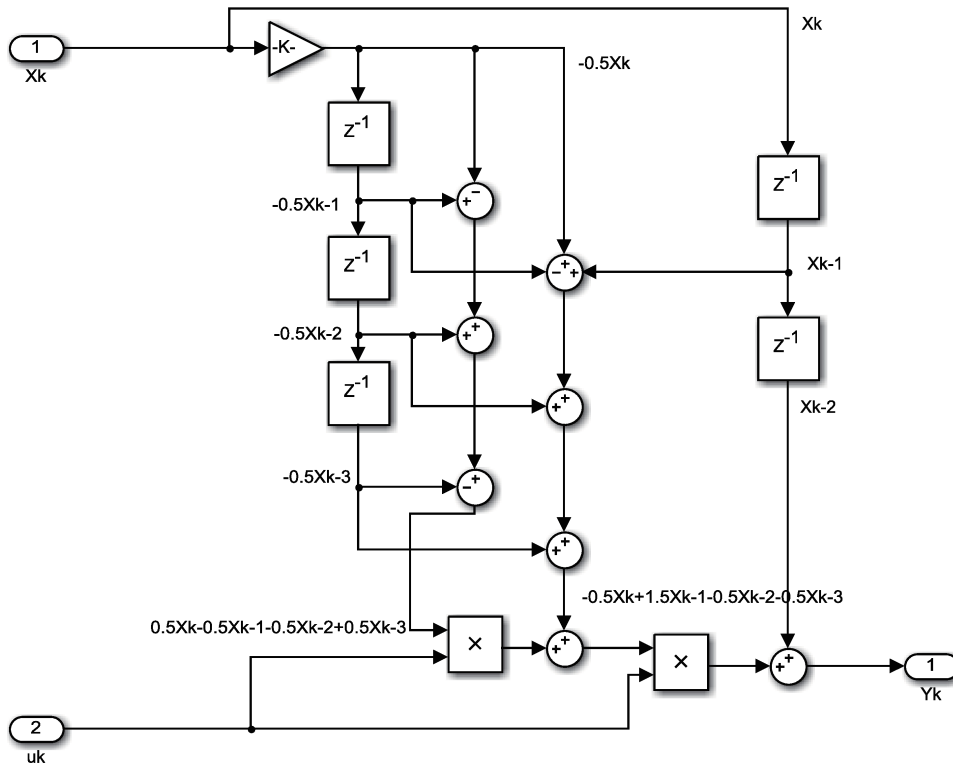 Xk
1
-K-
Xk
-0.5Xk
z-1
z-1
-0.5Xk-1
+ −
z-1
− + +
Xk-1
-0.5Xk-2
+ +
z-1
z-1
+ +
Xk-2
-0.5Xk-3
− +
+ +
-0.5Xk+1.5Xk-1-0.5Xk-2-0.5Xk-3
0.5Xk-0.5Xk-1-0.5Xk-2+0.5Xk-3
×
+ +
×
+ +
1
Yk
2
uk